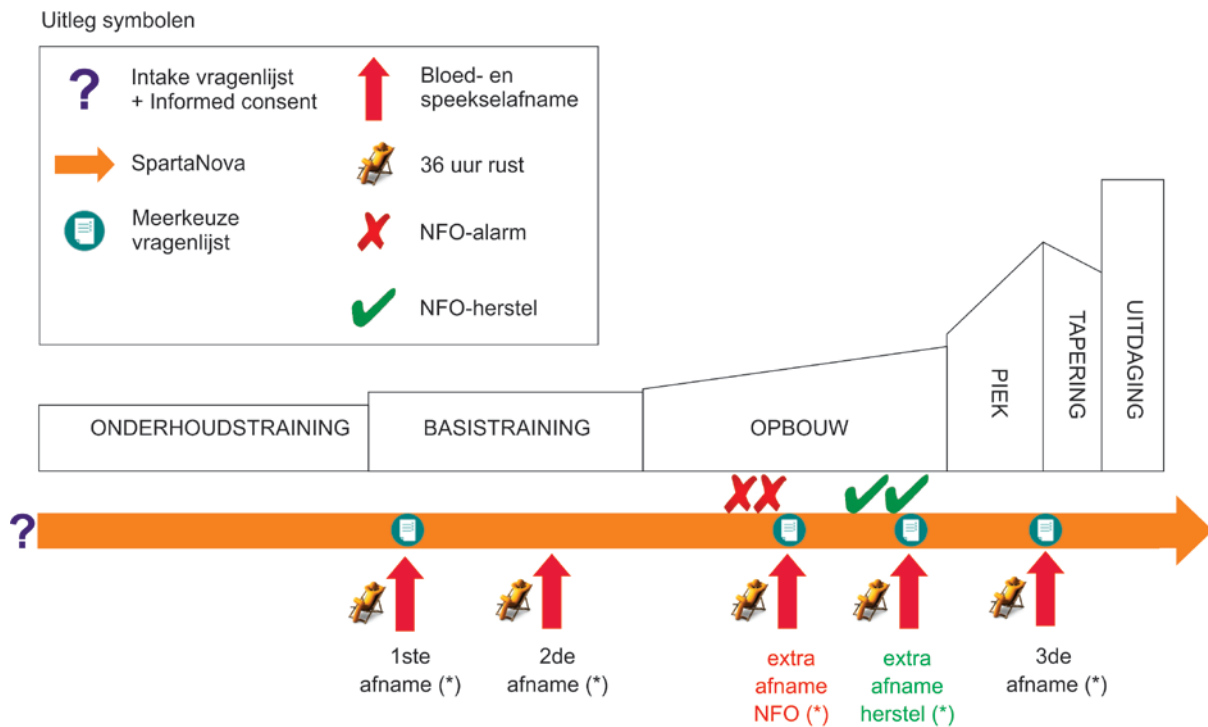 Uitleg symbolen
?
Intake vragenlijst
+ Informed consent
SpartaNova
Meerkeuze
vragenlijst
Bloed- en
speekselafname
36 uur rust
NFO-alarm
NFO-herstel
ONDERHOUDSTRAINING
BASISTRAINING
OPBOUW
PIEK
TAPERING
UITDAGING
?
1ste
afname (*)
2de
afname (*)
extra
afname
NFO (*)
extra
afname
herstel (*)
3de
afname (*)